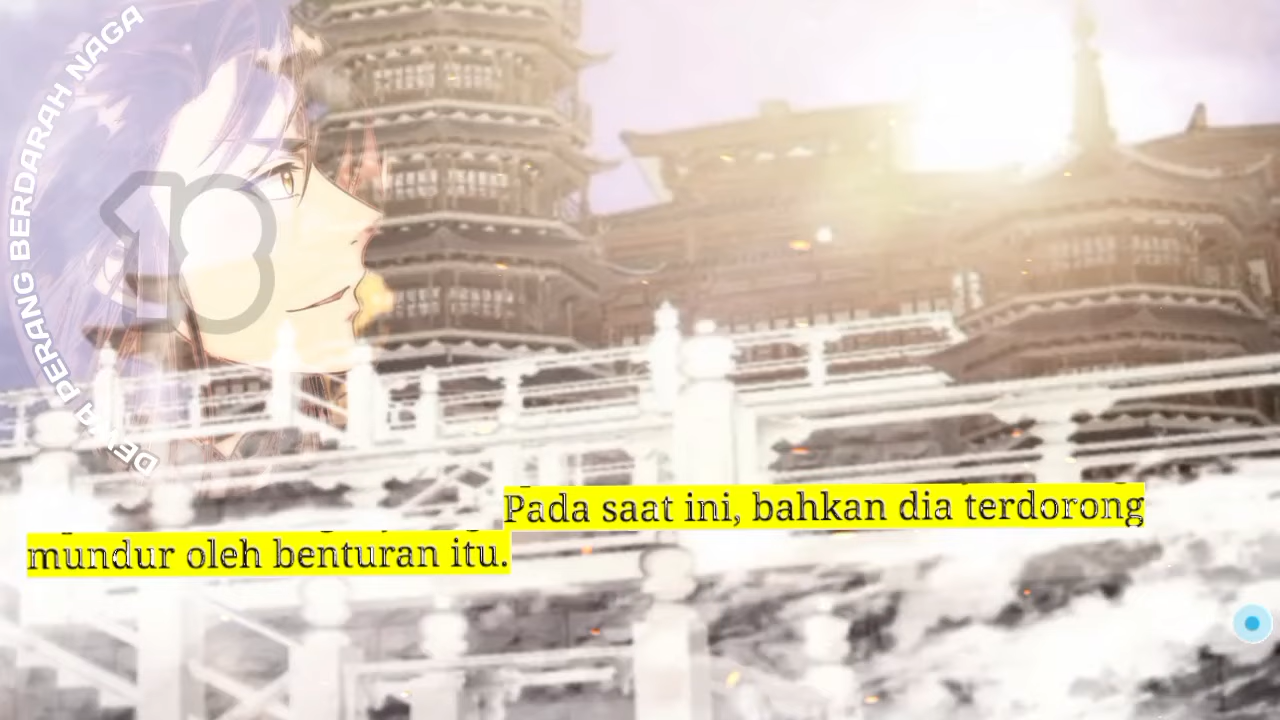 DEWA PERANG BERDARAH NAGA
18
Pada saat ini, bahkan dia terdorong
mundur oleh benturan itu.